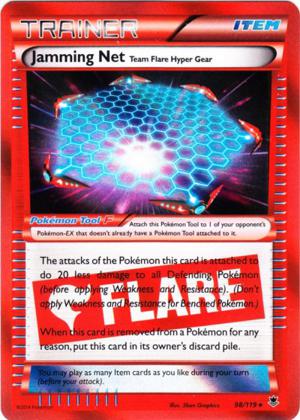 TRAINER
ITEM
Jamming Net Team Flare Hyper Gear
Pokémon Tool F
Attach this Pokémon Tool to 1 of your opponent's
Pokémon-EX that doesn't already have a Pokémon Tool attached to it.
The attacks of the Pokémon this card is attached to
do 20 less damage to all Defending Pokémon
(before applying Weakness and Resistance). (Don't
apply Weakness and Resistance for Benched Pokémon.)
FLARE
When this card is removed from a Pokémon for any
reason, put this card in its owner's discard pile.
You may play as many Item cards as you like during your turn
(before your attack).
Illus. 5ban Graphics
98/119
©2014 Pokémon